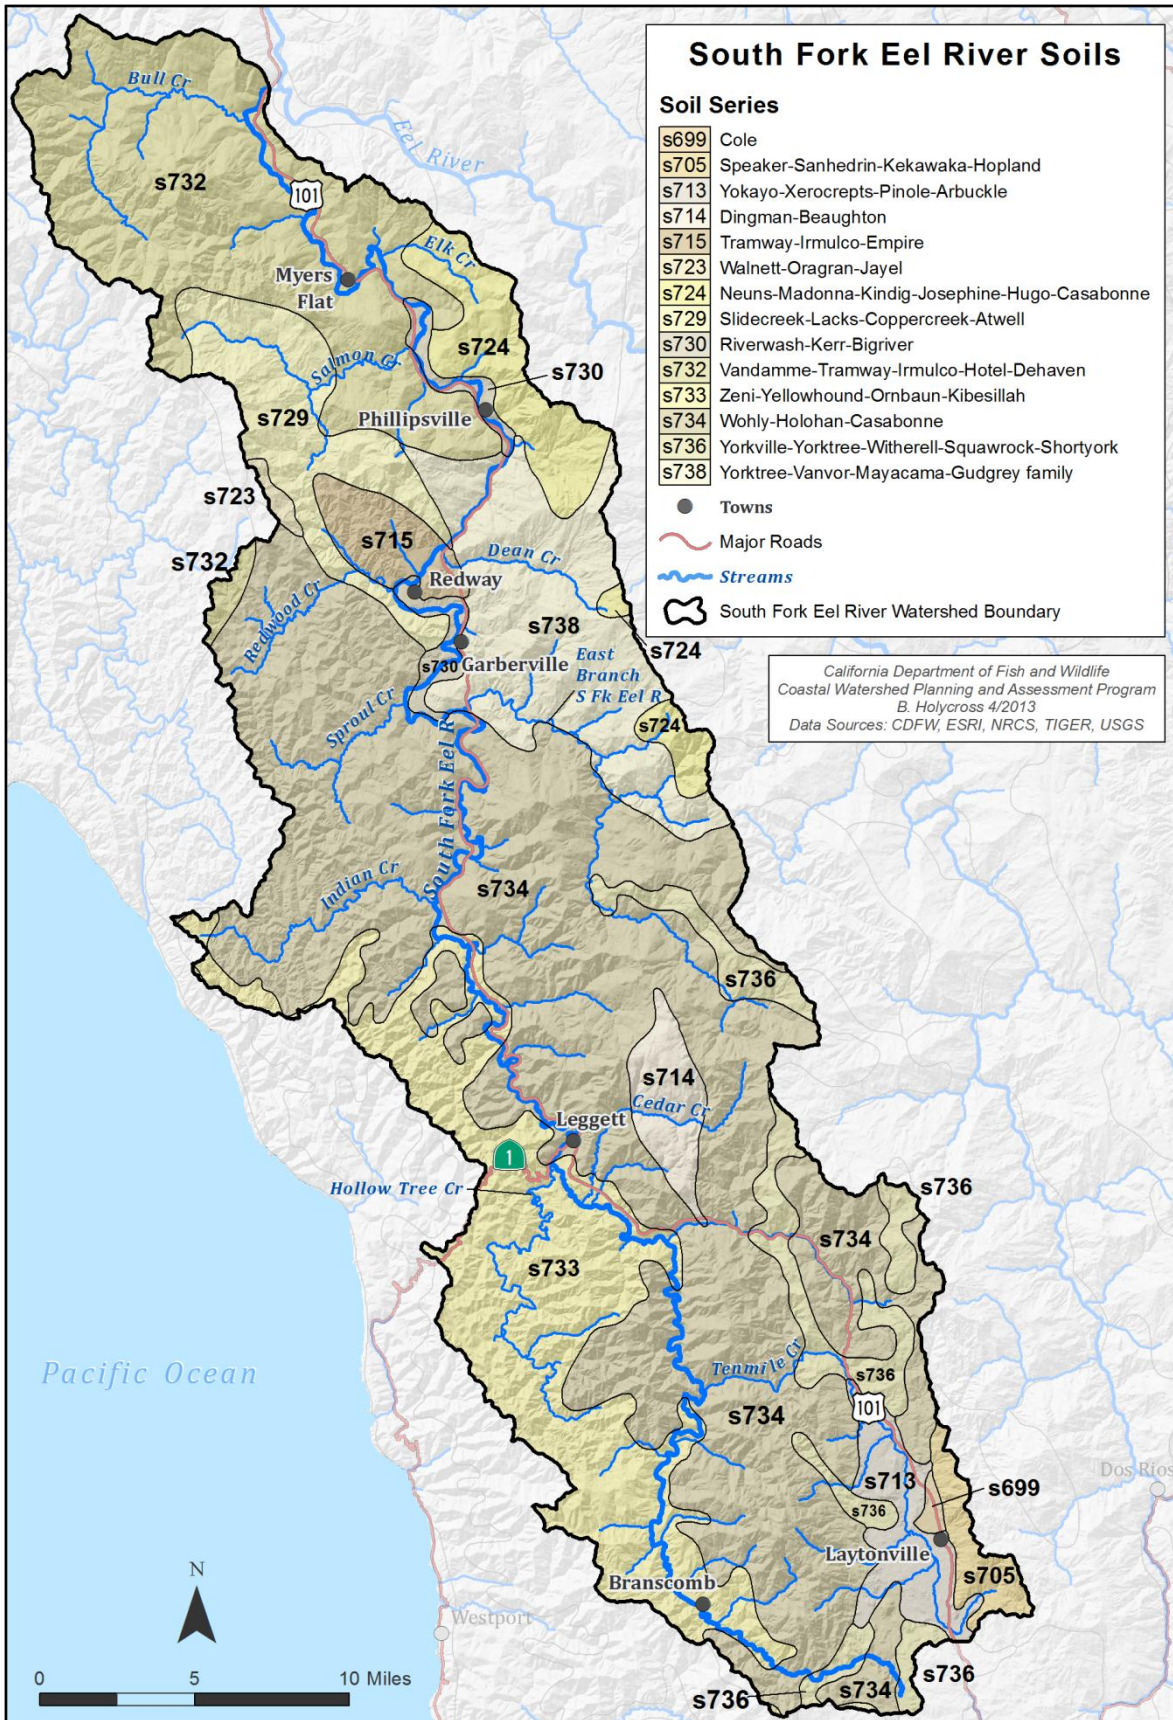 South Fork Eel River Soils
Soil Series
s699 Cole
s705 Speaker-Sanhedrin-Kekawaka-Hopland
s713 Yokayo-Xerocrepts-Pinole-Arbuckle
s714 Dingman-Beaughton
s715 Tramway-Irmulco-Empire
s723 Walnett-Oragran-Jayel
s724 Neuns-Madonna-Kindig-Josephine-Hugo-Casabonne
s729 Slidecreek-Lacks-Coppercreek-Atwell
s730 Riverwash-Kerr-Bigriver
s732 Vandamme-Tramway-Irmulco-Hotel-Dehaven
s733 Zeni-Yellowhound-Ornbaun-Kibesillah
s734 Wohly-Holohan-Casabonne
s736 Yorkville-Yorktree-Witherell-Squawrock-Shortyork
s738 Yorktree-Vanvor-Mayacama-Gudgrey family
Towns
Major Roads
Streams
South Fork Eel River Watershed Boundary
California Department of Fish and Wildlife
Coastal Watershed Planning and Assessment Program
B. Holycross 4/2013
Data Sources: CDFW, ESRI, NRCS, TIGER, USGS
Bull Cr
Eel River
s732
101
Elk Cr
Myers
Flat
s724
Salmon Cr
s730
s729
Phillipsville
s723
s715
Dean Cr
s732
Redway
Redwood Cr
s738
s724
s730
Garberville
East
Branch
S Fk Eel R
Sproul Cr
s724
South Fork Eel R
Indian Cr
s734
s736
s714
Cedar Cr
Leggett
1
Hollow Tree Cr
s736
s734
s733
Pacific Ocean
Tenmile Cr
s736
s734
101
s713
s699
Dos Rios
s736
Laytonville
s705
Branscomb
Westport
N
s736
s734
s736
0 5 10 Miles